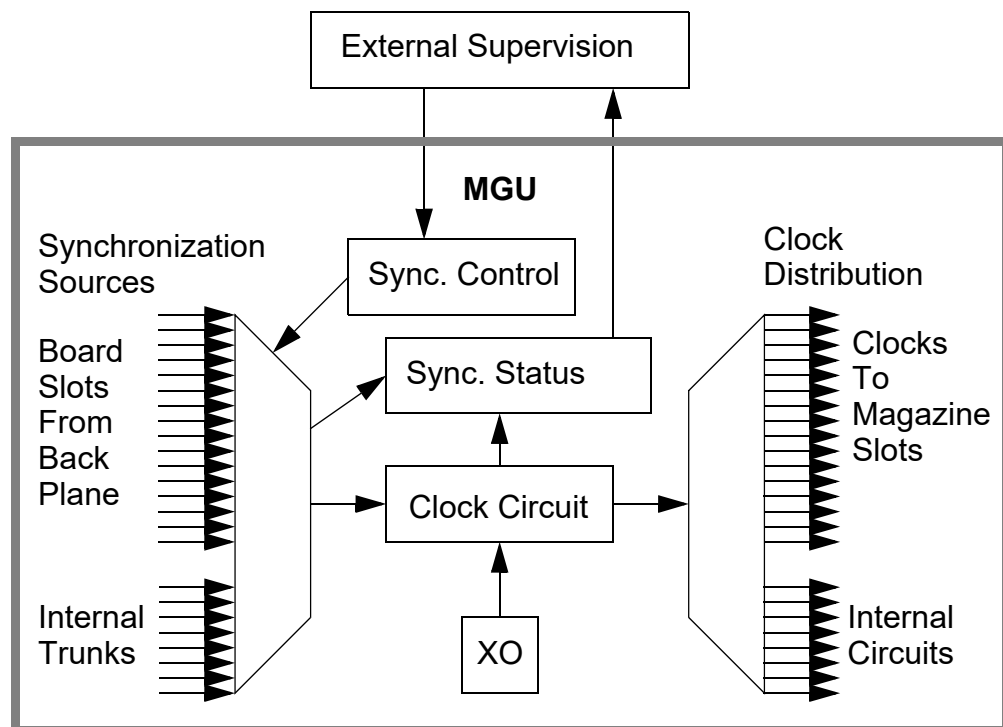 External Supervision
MGU
Synchronization
Sources
Sync. Control
Clock
Distribution
Board
Slots
From
Back
Plane
Sync. Status
Clocks
To
Magazine
Slots
Clock Circuit
Internal
Trunks
XO
Internal
Circuits